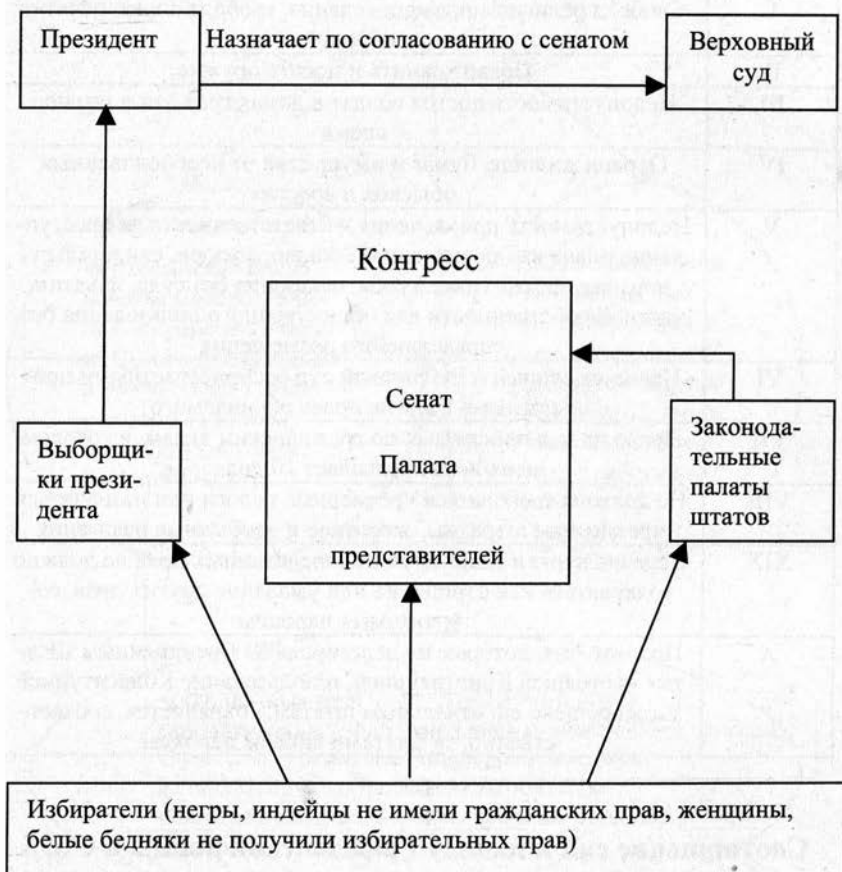 Президент
Назначает по согласованию с сенатом
Верховный
суд
Конгресс
Сенат
Палата
представителей
Выборщи-
ки прези-
дента
Законода-
тельные
палаты
штатов
Избиратели (негры, индейцы не имели гражданских прав, женщины,
белые бедняки не получили избирательных прав)